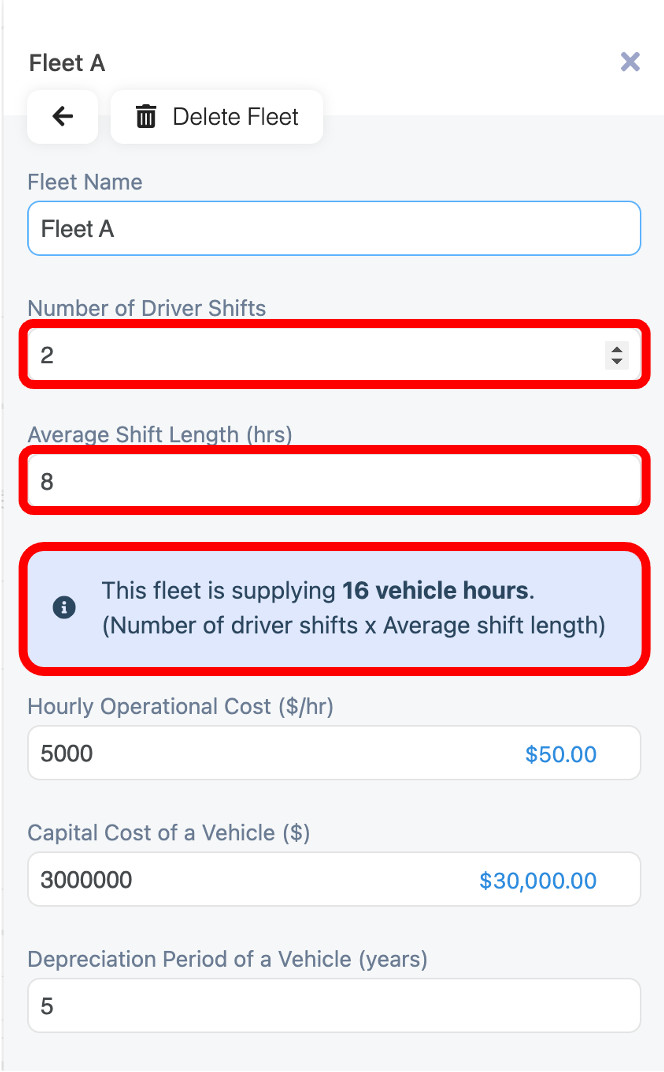 Fleet A
Delete Fleet
Fleet Name
Fleet A
Number of Driver Shifts
2
Average Shift Length (hrs)
8
This fleet is supplying 16 vehicle hours.
(Number of driver shifts x Average shift length)
Hourly Operational Cost ($/hr)
5000 $50.00
Capital Cost of a Vehicle ($)
3000000 $30,000.00
Depreciation Period of a Vehicle (years)
5